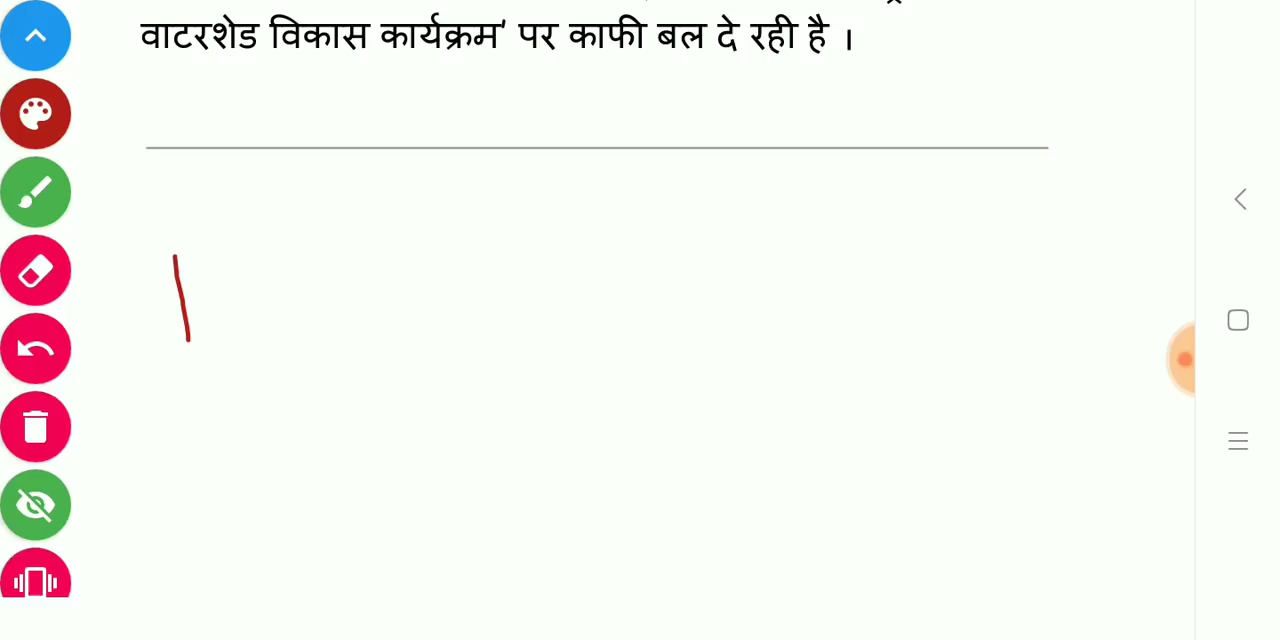 वाटरशेड विकास कार्यक्रम' पर काफी बल दे रही है ।